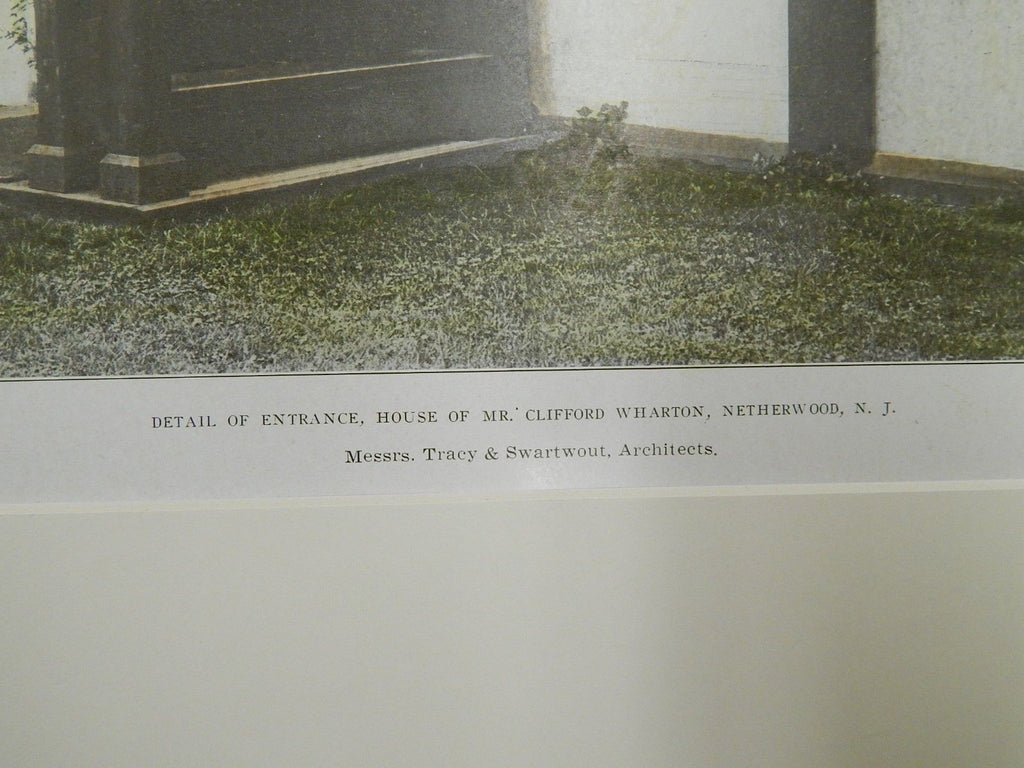 DETAIL OF ENTRANCE, HOUSE OF MR. CLIFFORD WHARTON, NETHERWOOD, N. J.
Messrs. Tracy & Swartwout, Architects.